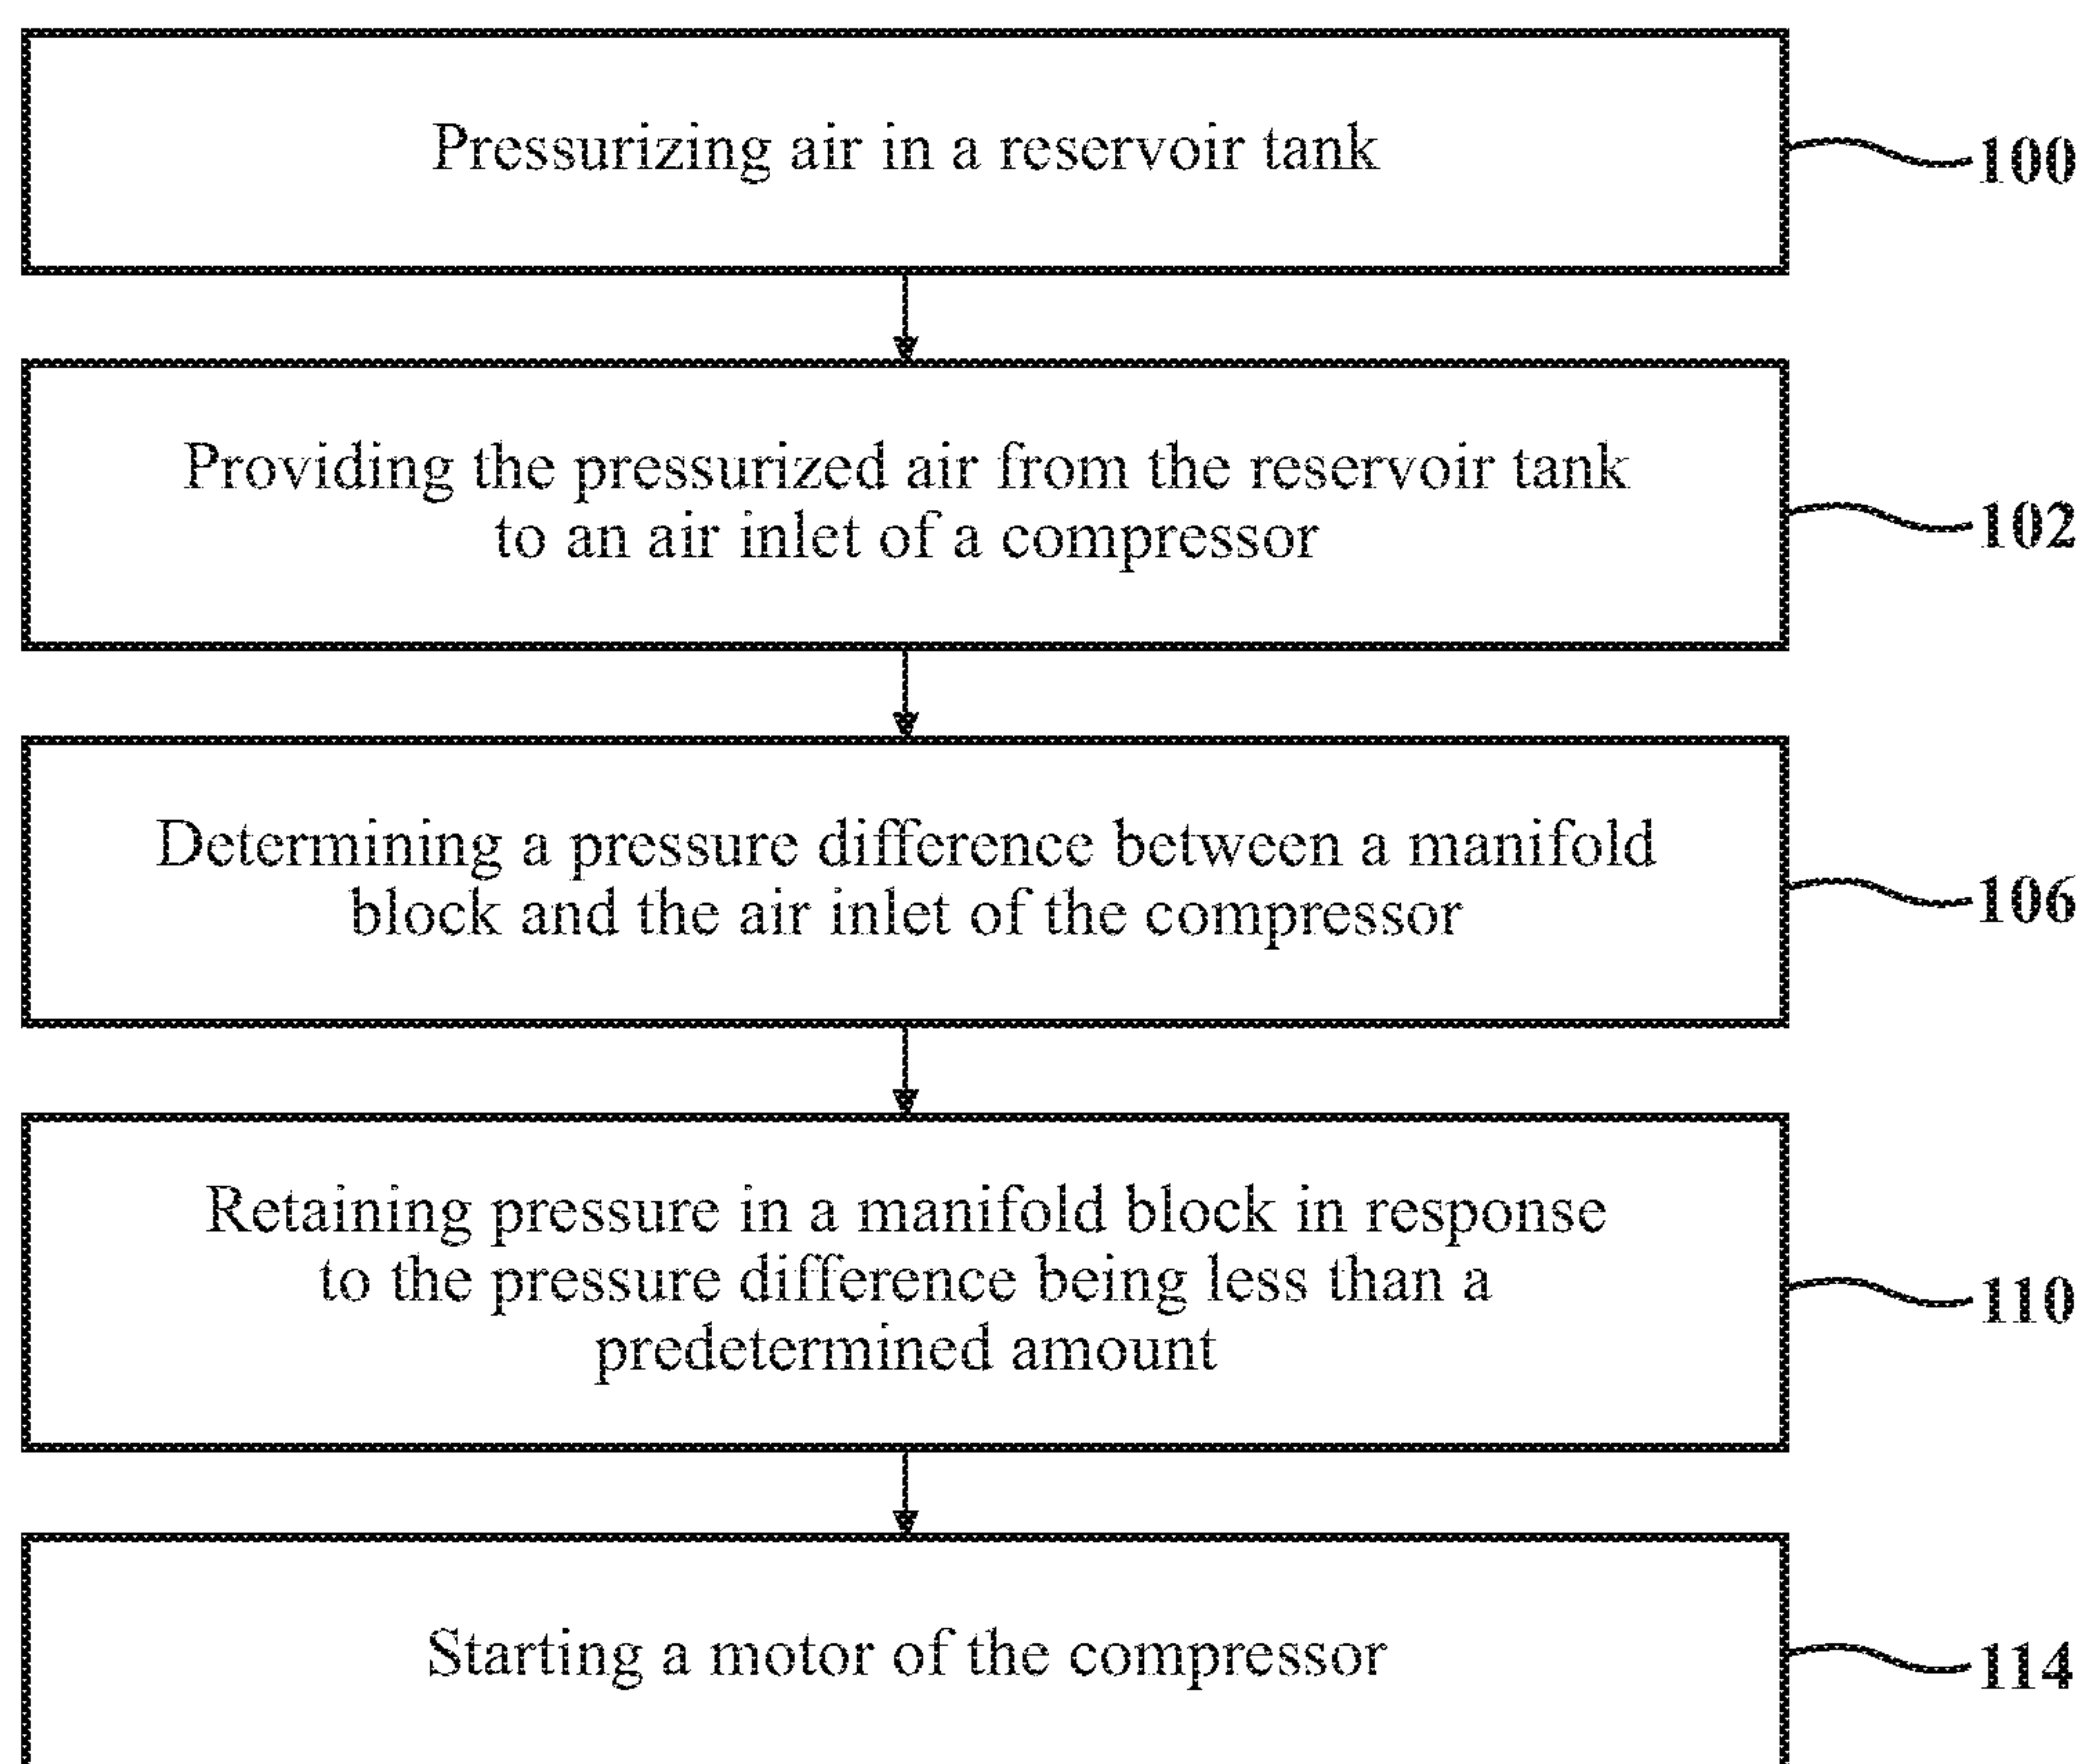 Pressurizing air in a reservoir tank
100
Providing the pressurized air from the reservoir tank
to an air inlet of a compressor
102
Determining a pressure difference between a manifold
block and the air inlet of the compressor
106
Retaining pressure in a manifold block in response
to the pressure difference being less than a
predetermined amount
110
Starting a motor of the compressor
114